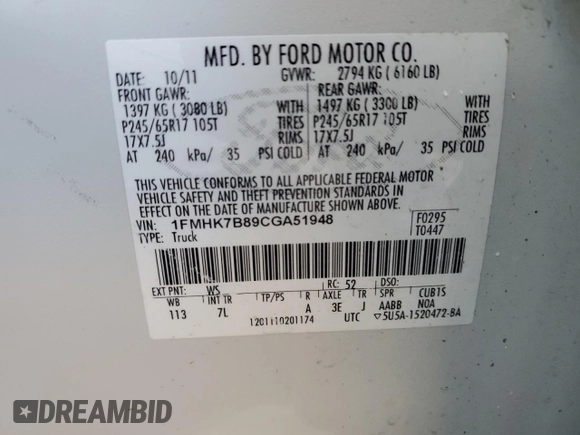 MFD. BY FORD MOTOR CO.
DATE: 10/11 GVWR: 2794 KG ( 6160 LB)
FRONT GAWR: REAR GAWR:
1397 KG ( 3080 LB) WITH 1497 KG ( 3300 LB) WITH
P245/65R17 105T TIRES P245/65R17 105T TIRES
17X7.5J RIMS 17X7.5J RIMS
AT 240 kPa/ 35 PSI COLD AT 240 kPa/ 35 PSI COLD
THIS VEHICLE CONFORMS TO ALL APPLICABLE FEDERAL MOTOR
VEHICLE SAFETY AND THEFT PREVENTION STANDARDS IN
EFFECT ON THE DATE OF MANUFACTURE SHOWN ABOVE.
VIN: 1FMHK7B89CGA51948 F0295
TYPE: Truck T0447
EXT PNT: WS RC: 52 DSO:
WB INT TR TP/PS R AXLE TR SPR CUBIS
113 7L A 3E J AABB NOA
1201110201174 UTC ▽5U5A-1520472-BA
DREAMBID